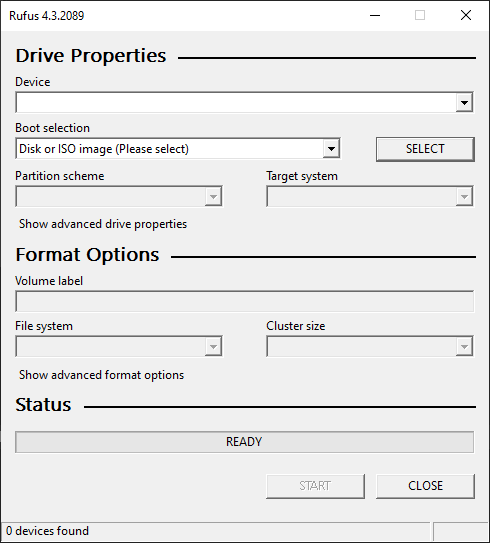 Rufus 4.3.2089
Drive Properties
Device
Boot selection
Disk or ISO image (Please select)
SELECT
Partition scheme
Target system
Show advanced drive properties
Format Options
Volume label
File system
Cluster size
Show advanced format options
Status
READY
START
CLOSE
0 devices found